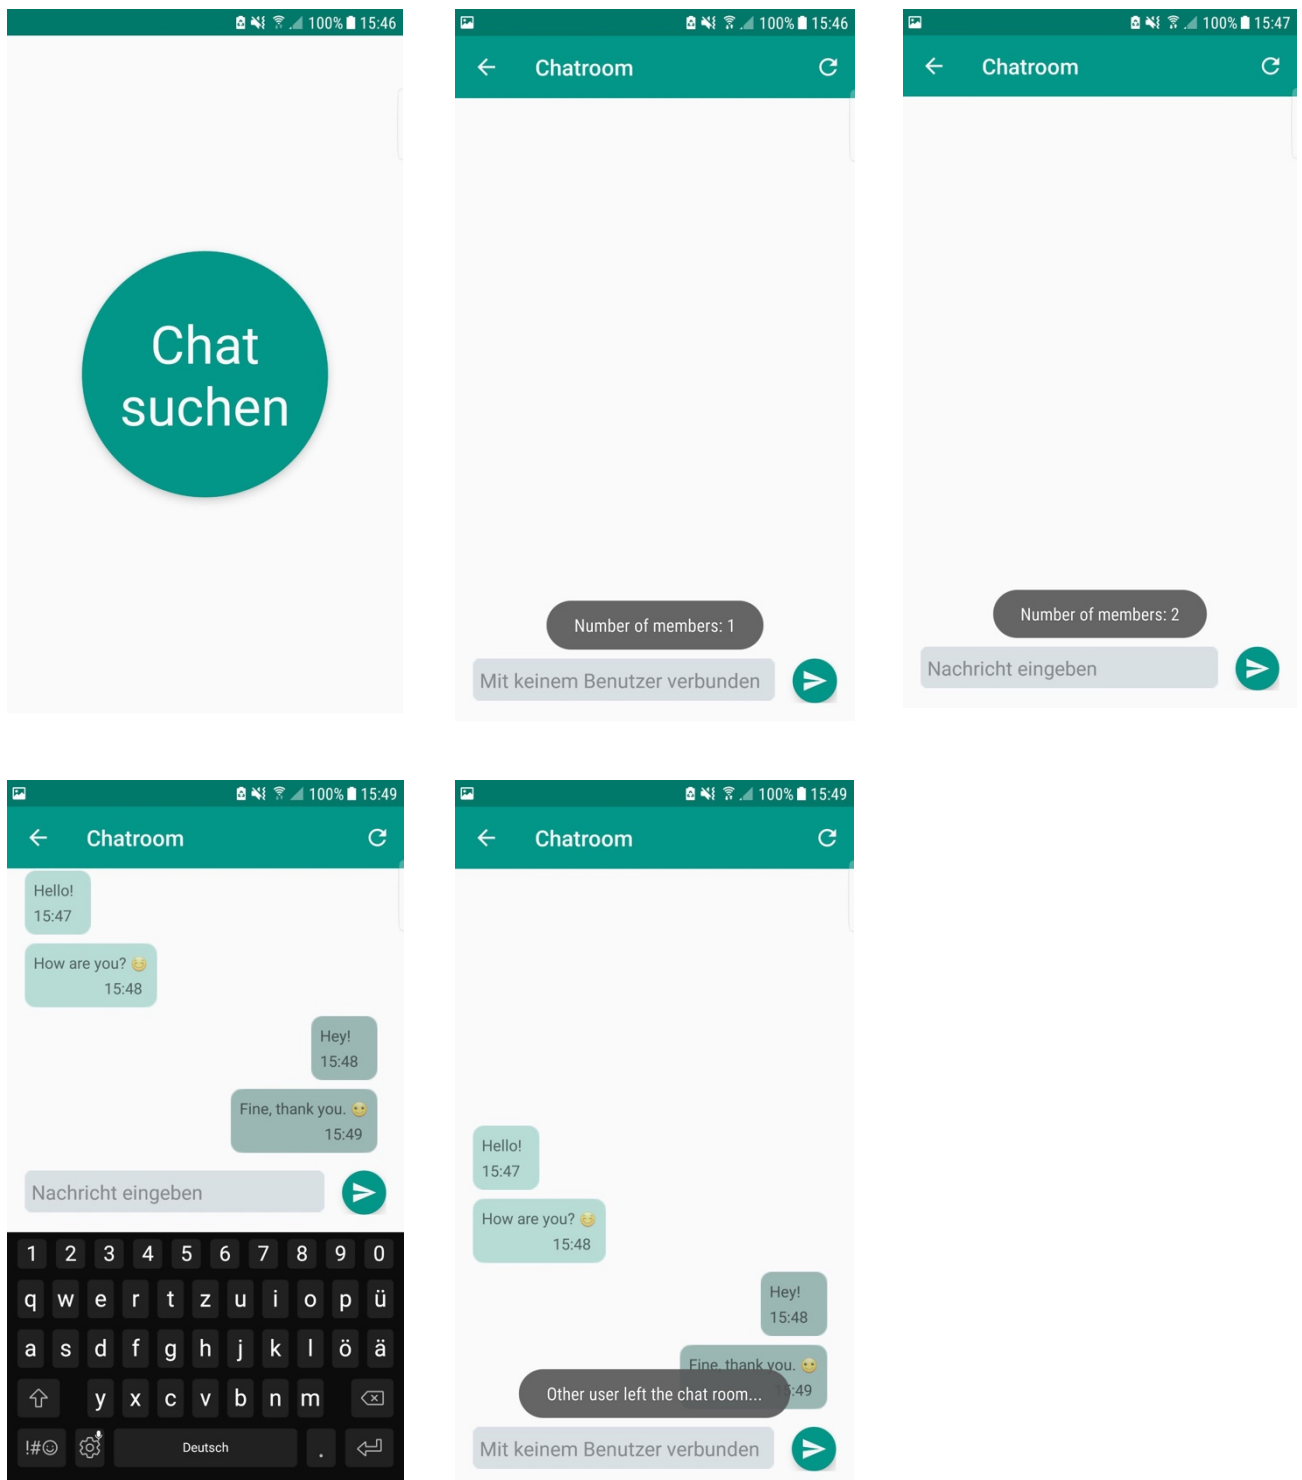 100% 15:46
Chat
suchen
100% 15:46
Chatroom
Number of members: 1
Mit keinem Benutzer verbunden
100% 15:47
Chatroom
Number of members: 2
Nachricht eingeben
100% 15:49
Chatroom
Hello!
15:47
How are you? 😊
15:48
Hey!
15:48
Fine, thank you. 🙂
15:49
Nachricht eingeben
1 2 3 4 5 6 7 8 9 0
q w e r t z u i o p ü
a s d f g h j k l ö ä
y x c v b n m
!#☺ Deutsch .
100% 15:49
Chatroom
Hello!
15:47
How are you? 😊
15:48
Hey!
15:48
Fine, thank you. 🙂
15:49
Other user left the chat room...
Mit keinem Benutzer verbunden